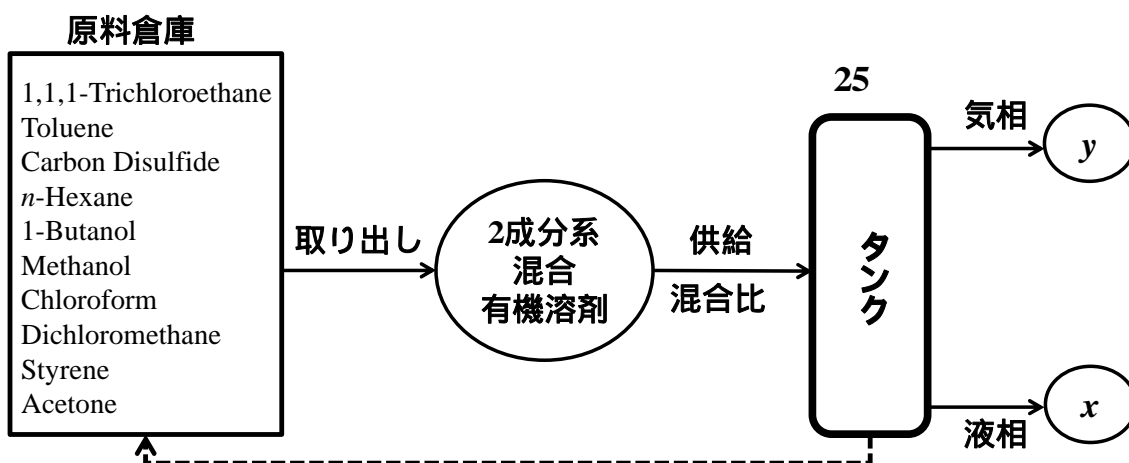 原料倉庫
1,1,1-Trichloroethane
Toluene
Carbon Disulfide
n-Hexane
1-Butanol
Methanol
Chloroform
Dichloromethane
Styrene
Acetone
取り出し
2成分系
混合
有機溶剤
供給
混合比
25
タンク
気相
y
液相
x